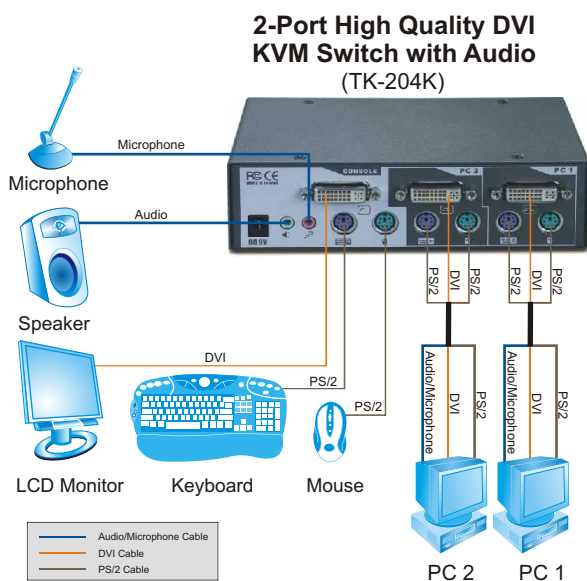 2-Port High Quality DVI
KVM Switch with Audio
(TK-204K)
Microphone
Microphone
Audio
Speaker
FC CE
CONSOLE
PC 2
PC 1
DC 9V
PS/2
DVI
PS/2
PS/2
DVI
PS/2
DVI
PS/2
PS/2
Audio/Microphone
DVI
PS/2
Audio/Microphone
DVI
PS/2
LCD Monitor
Keyboard
Mouse
PC 2
PC 1
Audio/Microphone Cable
DVI Cable
PS/2 Cable